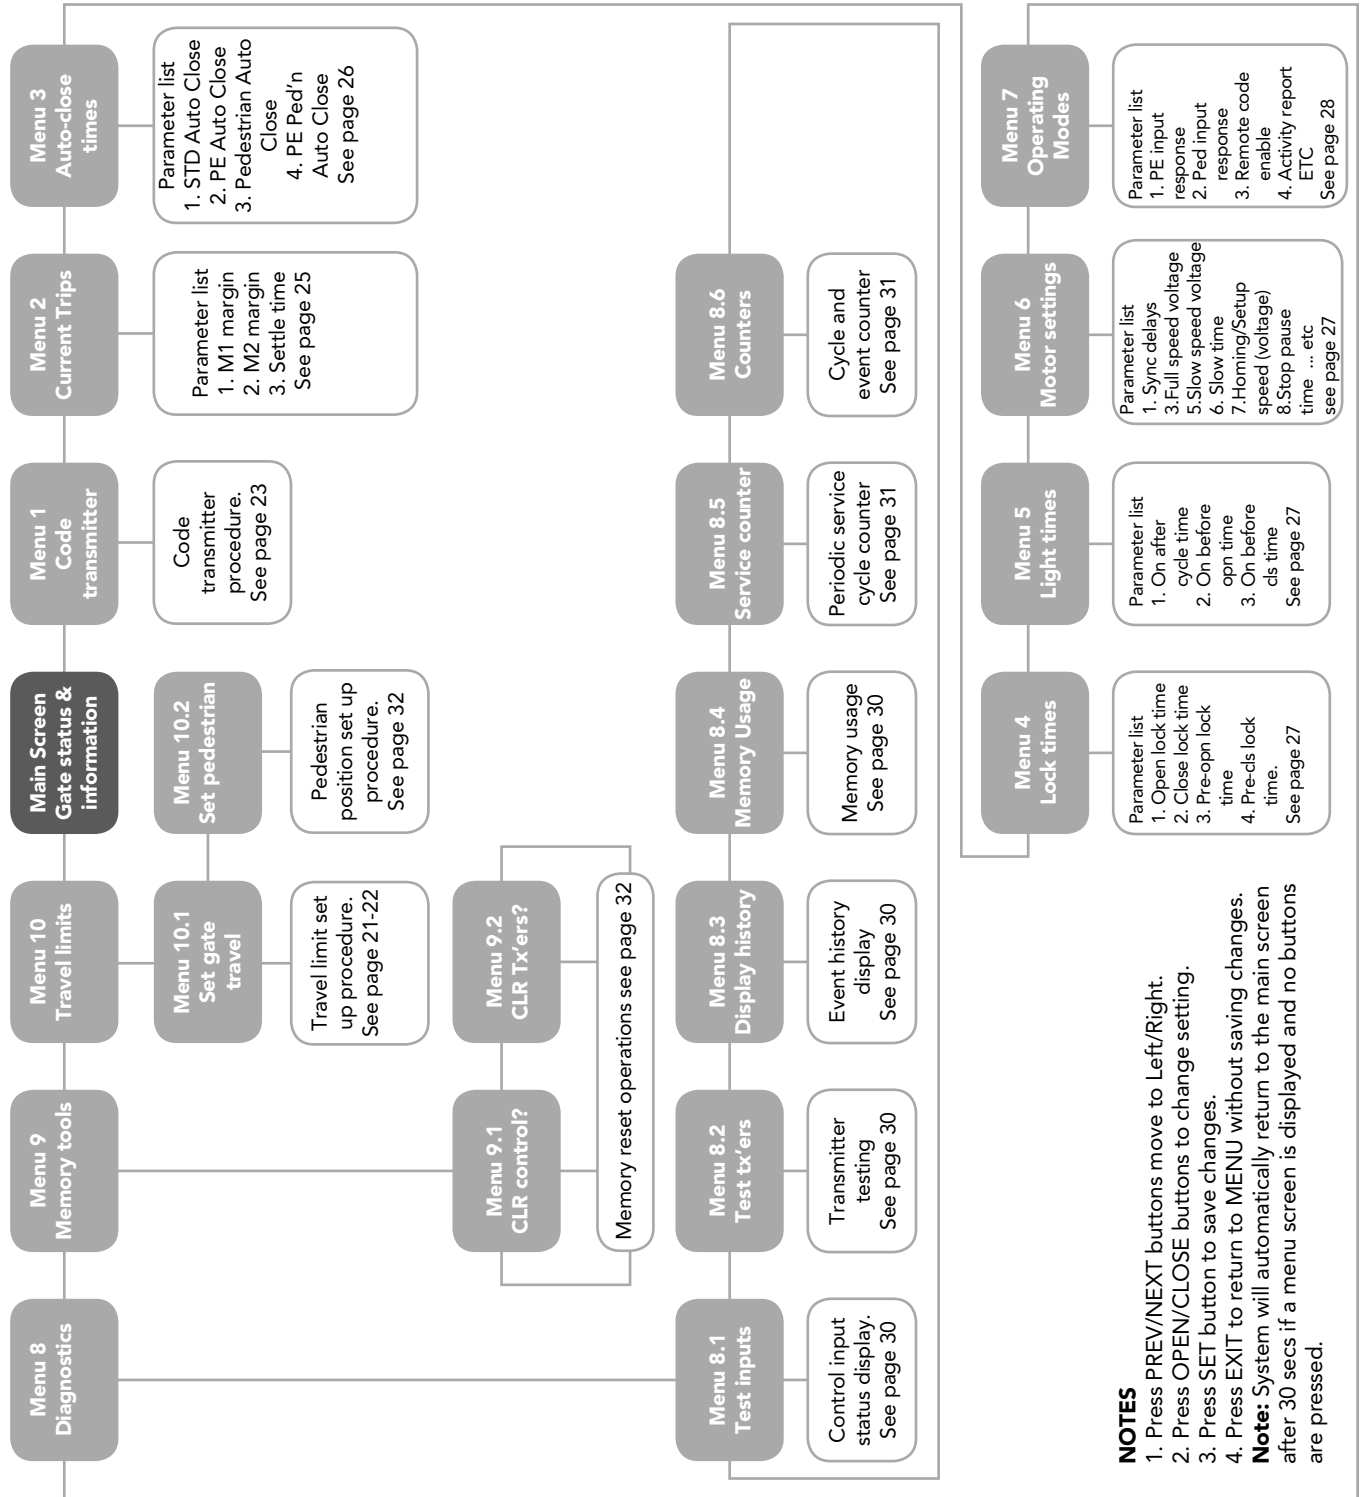 Menu 8
Diagnostics
Menu 9
Memory tools
Menu 10
Travel limits
Main Screen
Gate status &
information
Menu 1
Code
transmitter
Menu 2
Current Trips
Menu 3
Auto-close
times
Menu 10.1
Set gate
travel
Menu 10.2
Set pedestrian
Travel limit set
up procedure.
See page 21-22
Pedestrian
position set up
procedure.
See page 32
Code
transmitter
procedure.
See page 23
Parameter list
1. M1 margin
2. M2 margin
3. Settle time
See page 25
Parameter list
1. STD Auto Close
2. PE Auto Close
3. Pedestrian Auto
Close
4. PE Ped'n
Auto Close
See page 26
Menu 9.1
CLR control?
Menu 9.2
CLR Tx'ers?
Memory reset operations see page 32
Menu 8.1
Test inputs
Menu 8.2
Test tx'ers
Menu 8.3
Display history
Menu 8.4
Memory Usage
Menu 8.5
Service counter
Menu 8.6
Counters
Control input
status display.
See page 30
Transmitter
testing
See page 30
Event history
display
See page 30
Memory usage
See page 30
Periodic service
cycle counter
See page 31
Cycle and
event counter
See page 31
Menu 4
Lock times
Menu 5
Light times
Menu 6
Motor settings
Menu 7
Operating
Modes
Parameter list
1. Open lock time
2. Close lock time
3. Pre-opn lock
time
4. Pre-cls lock
time.
See page 27
Parameter list
1. On after
cycle time
2. On before
opn time
3. On before
cls time
See page 27
Parameter list
1. Sync delays
3.Full speed voltage
5.Slow speed voltage
6. Slow time
7.Homing/Setup
speed (voltage)
8.Stop pause
time ... etc
see page 27
Parameter list
1. PE input
response
2. Ped input
response
3. Remote code
enable
4. Activity report
ETC
See page 28
NOTES
1. Press PREV/NEXT buttons move to Left/Right.
2. Press OPEN/CLOSE buttons to change setting.
3. Press SET button to save changes.
4. Press EXIT to return to MENU without saving changes.
Note: System will automatically return to the main screen
after 30 secs if a menu screen is displayed and no buttons
are pressed.